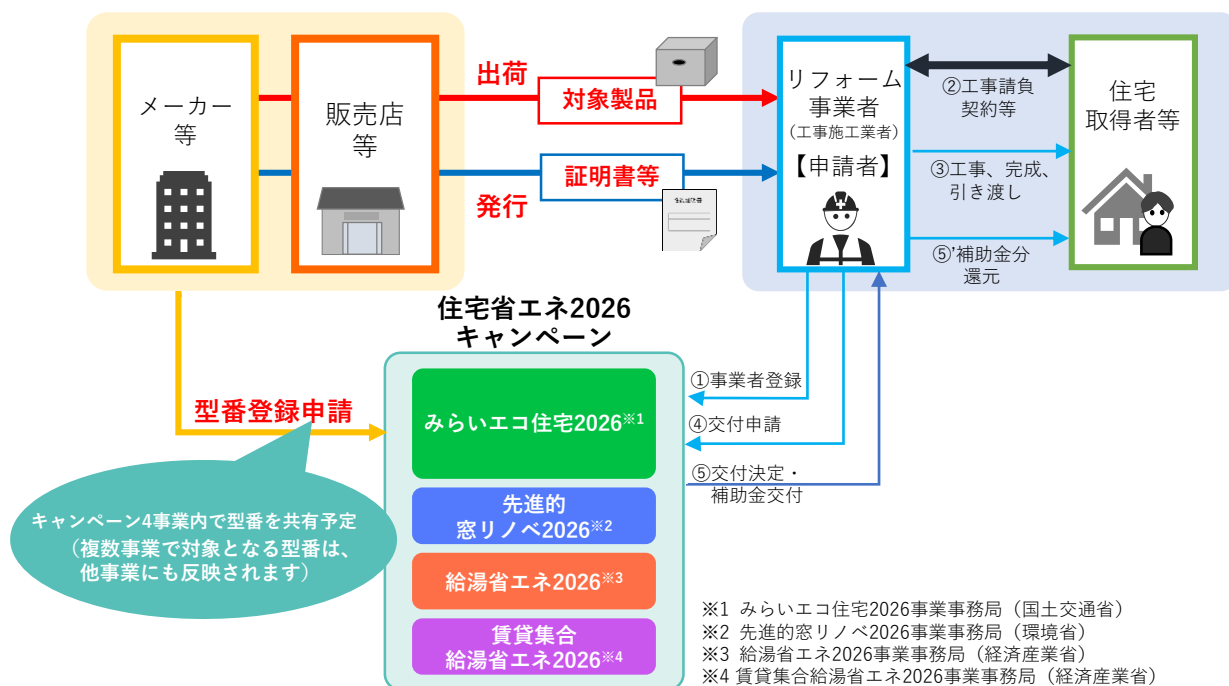 メーカー
等
販売店
等
出荷
対象製品
発行
証明書等
リフォーム
事業者
（工事施工業者）
【申請者】
②工事請負
契約等
③工事、完成、
引き渡し
⑤’補助金分
還元
住宅
取得者等
住宅省エネ2026
キャンペーン
型番登録申請
キャンペーン4事業内で型番を共有予定
（複数事業で対象となる型番は、
他事業にも反映されます）
みらいエコ住宅2026※1
先進的
窓リノベ2026※2
給湯省エネ2026※3
賃貸集合
給湯省エネ2026※4
①事業者登録
④交付申請
⑤交付決定・
補助金交付
※1 みらいエコ住宅2026事業事務局（国土交通省）
※2 先進的窓リノベ2026事業事務局（環境省）
※3 給湯省エネ2026事業事務局（経済産業省）
※4 賃貸集合給湯省エネ2026事業事務局（経済産業省）